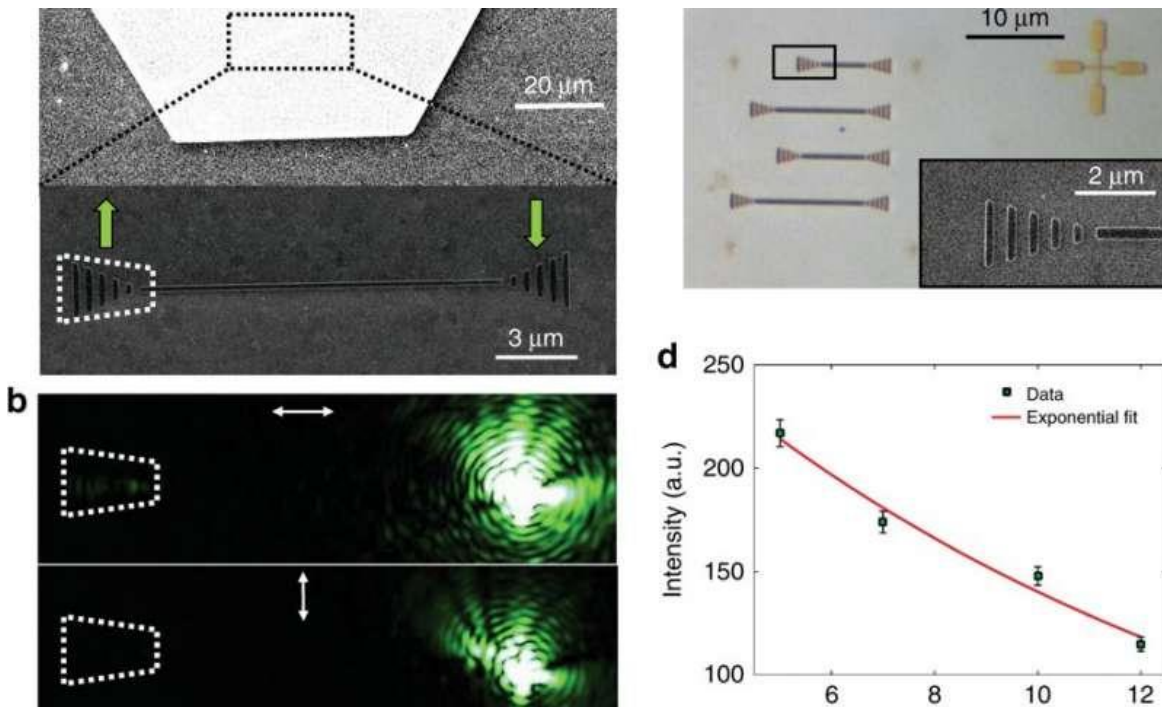 20 μm
3 μm
b
10 μm
2 μm
d
250
200
150
100
Intensity (a.u.)
Data
Exponential fit
6
8
10
12